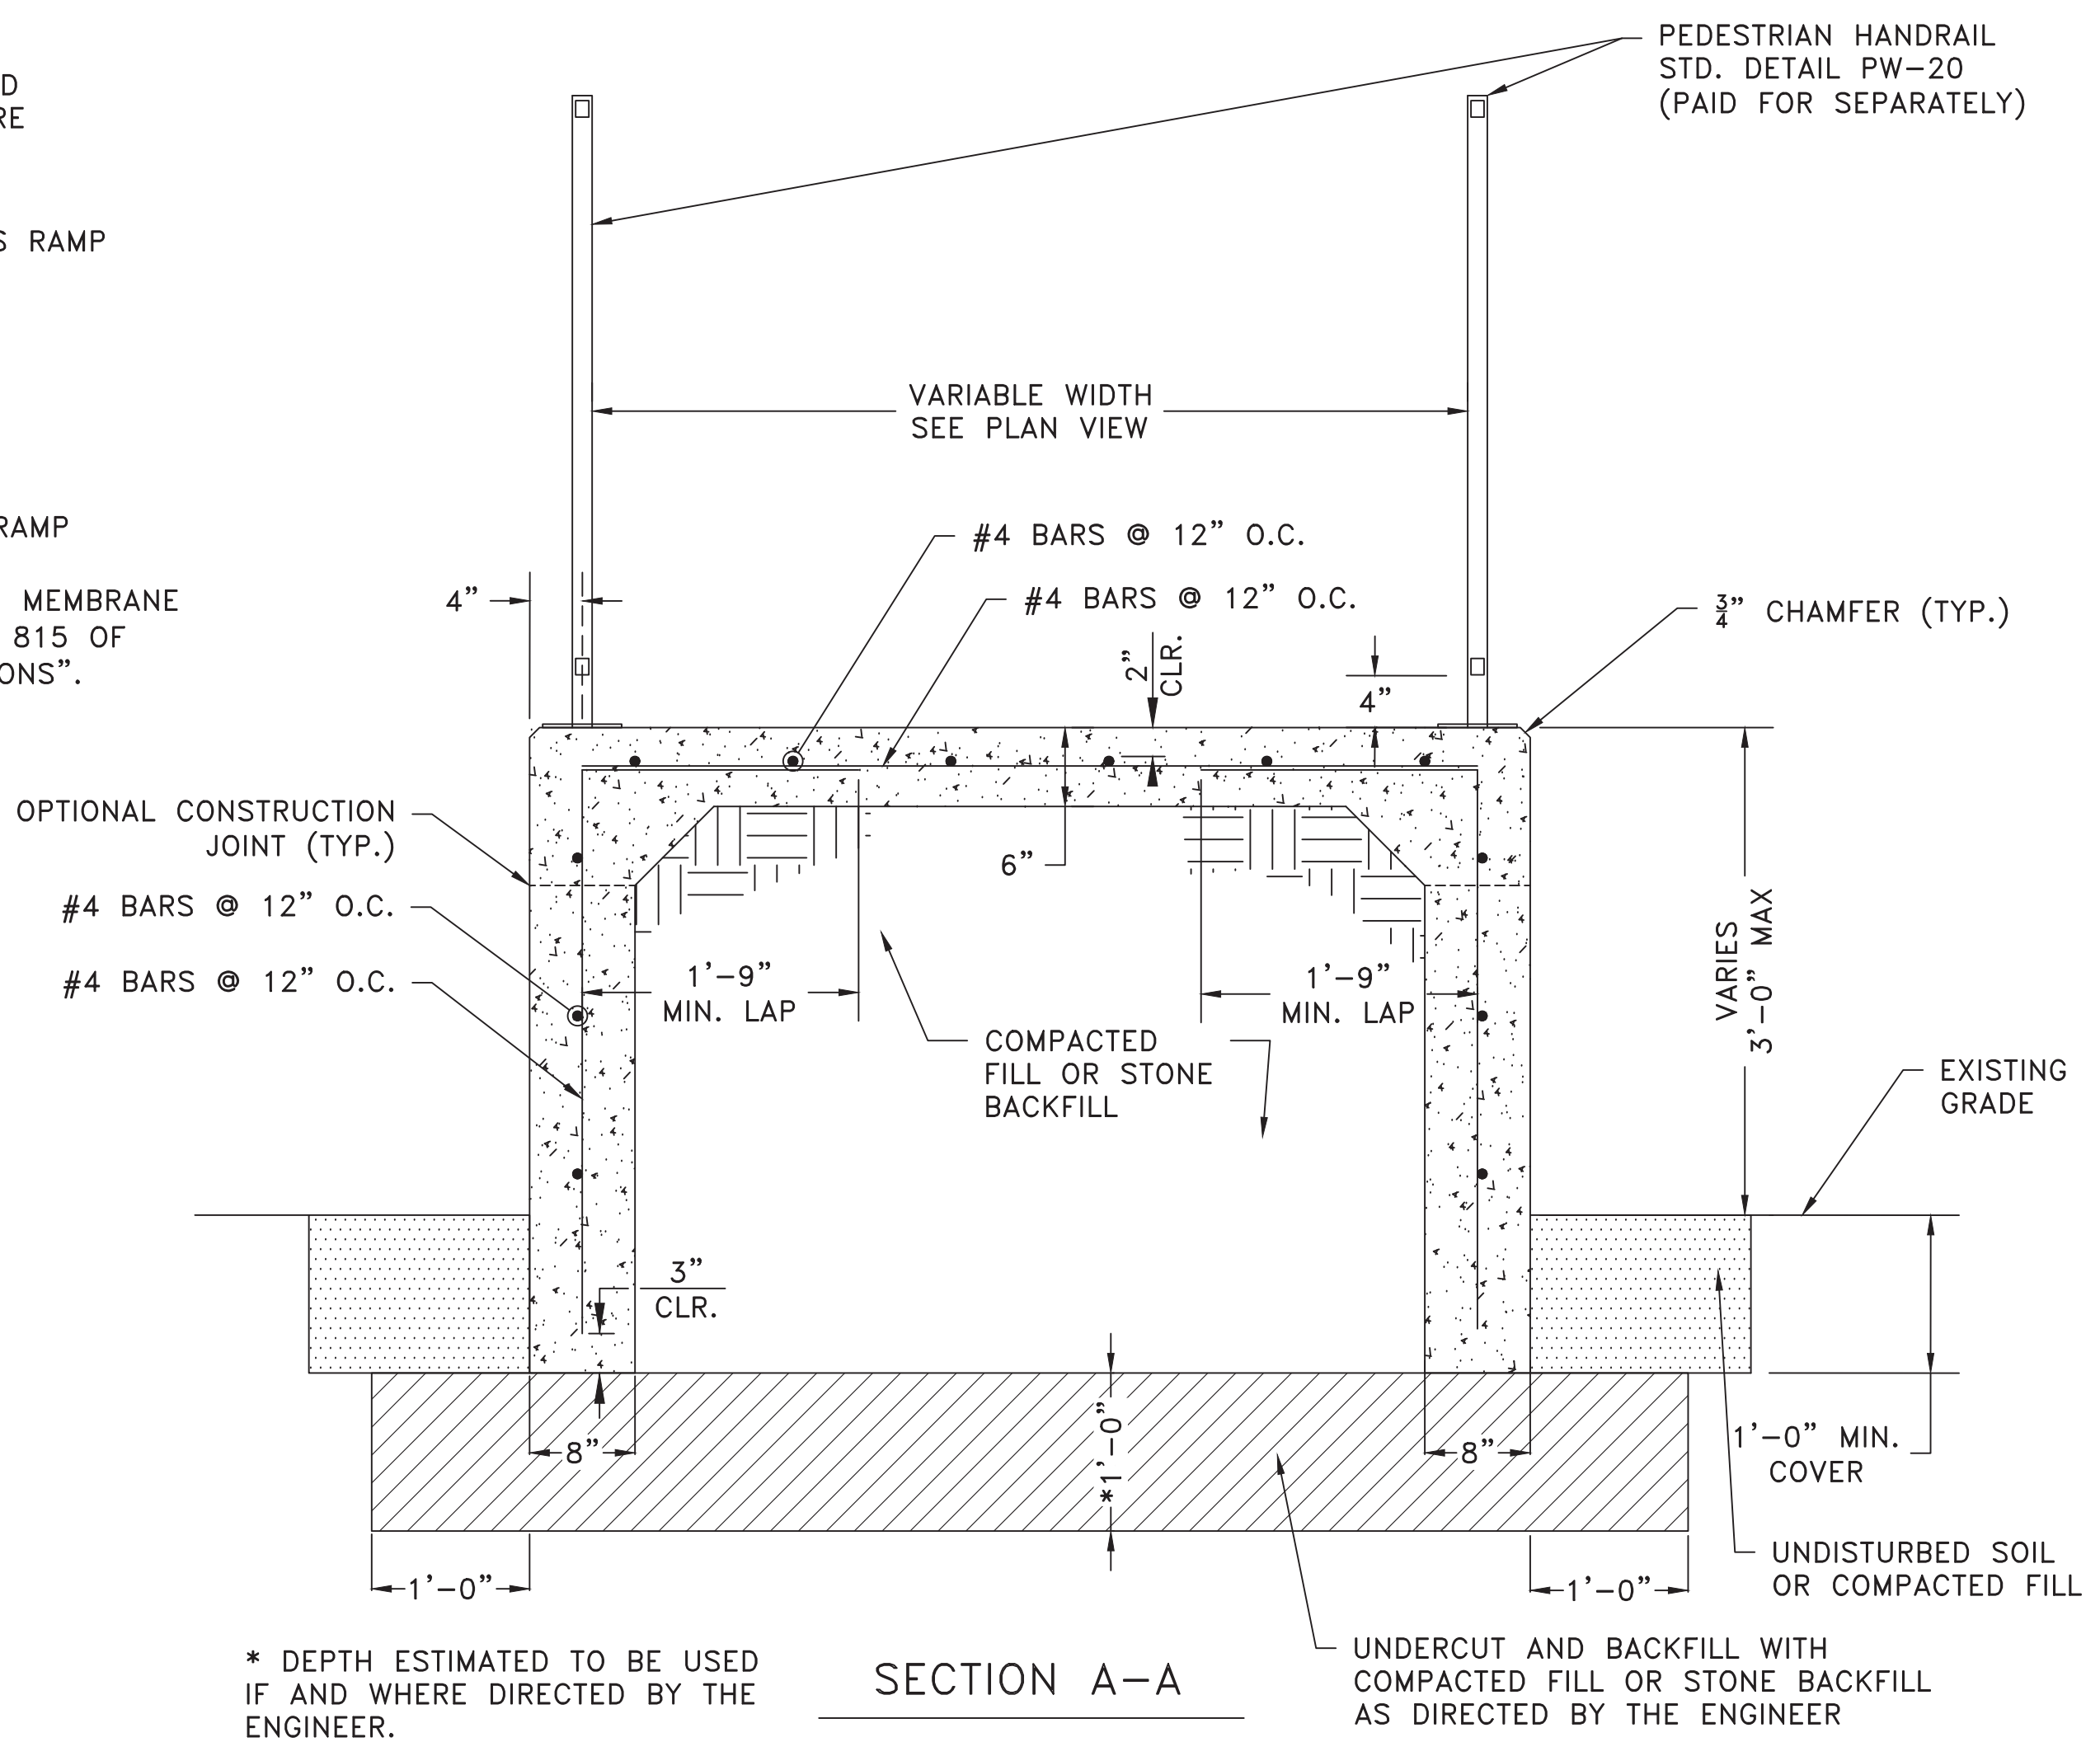 PEDESTRIAN HANDRAIL
STD. DETAIL PW-20
(PAID FOR SEPARATELY)
D
RE
S RAMP
VARIABLE WIDTH
SEE PLAN VIEW
RAMP
#4 BARS @ 12" O.C.
#4 BARS @ 12" O.C.
MEMBRANE
815 OF
ONS".
4"
2"
CLR.
4"
3/4" CHAMFER (TYP.)
OPTIONAL CONSTRUCTION
JOINT (TYP.)
#4 BARS @ 12" O.C.
#4 BARS @ 12" O.C.
6"
1'-9"
MIN. LAP
1'-9"
MIN. LAP
COMPACTED
FILL OR STONE
BACKFILL
VARIES
3'-0" MAX
EXISTING
GRADE
3"
CLR.
8"
*1'-0"
8"
1'-0" MIN.
COVER
1'-0"
1'-0"
UNDISTURBED SOIL
OR COMPACTED FILL
UNDERCUT AND BACKFILL WITH
COMPACTED FILL OR STONE BACKFILL
AS DIRECTED BY THE ENGINEER
* DEPTH ESTIMATED TO BE USED
IF AND WHERE DIRECTED BY THE
ENGINEER.
SECTION A-A